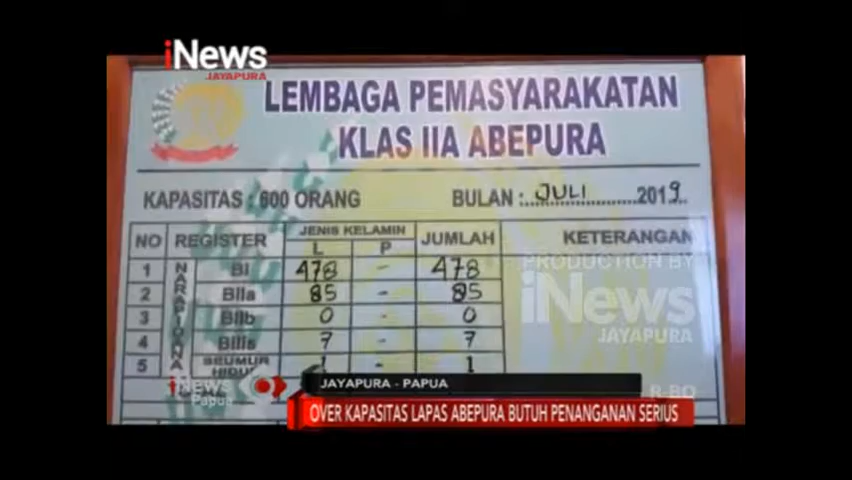 iNews
JAYAPURA
LEMBAGA PEMASYARAKATAN
KLAS IIA ABEPURA
KAPASITAS : 600 ORANG BULAN : JULI 2019
NO REGISTER JENIS KELAMIN JUMLAH KETERANGAN
L P
NARAPIDANA
1 BI 478 - 478
2 BIIa 85 - 85
3 BIIb 0 - 0
4 BIIIs 7 - 7
5 SEUMUR HIDUP 1 - 1
PRODUCTION BY
iNews
JAYAPURA
iNews
Papua
JAYAPURA - PAPUA
OVER KAPASITAS LAPAS ABEPURA BUTUH PENANGANAN SERIUS